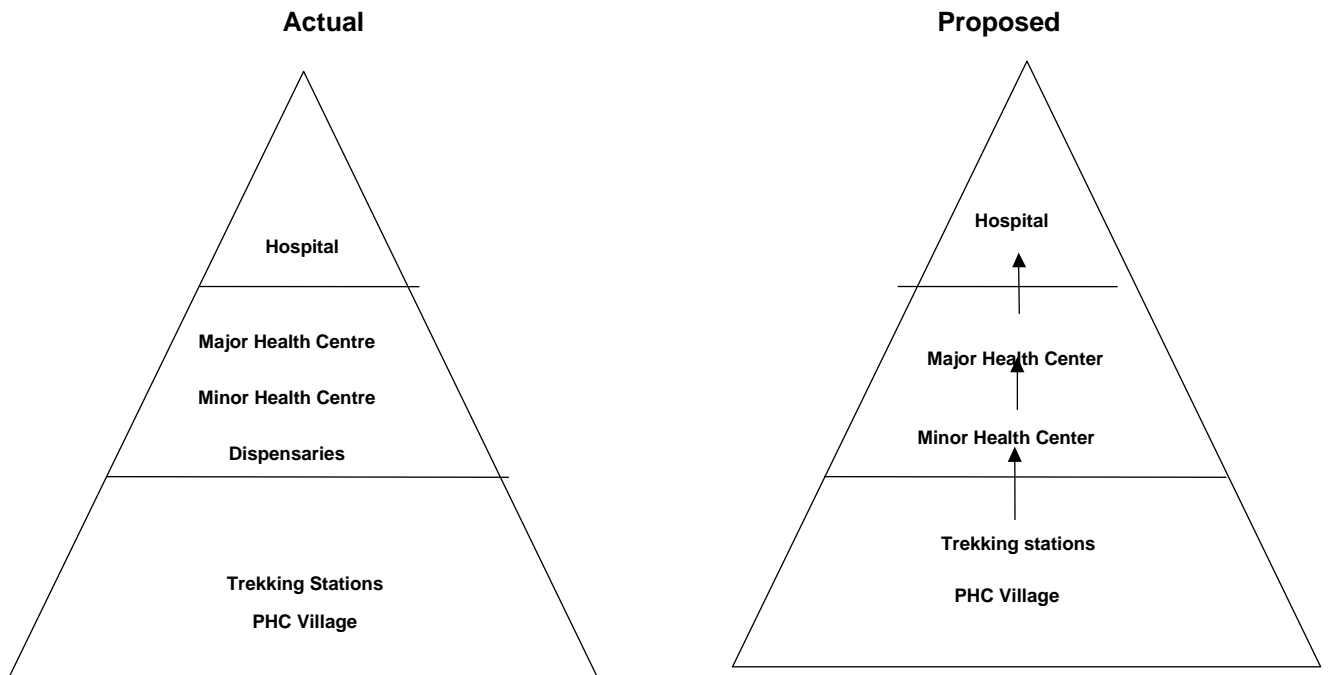 Actual
Hospital
Major Health Centre
Minor Health Centre
Dispensaries
Trekking Stations
PHC Village
Proposed
Hospital
Major Health Center
Minor Health Center
Trekking stations
PHC Village